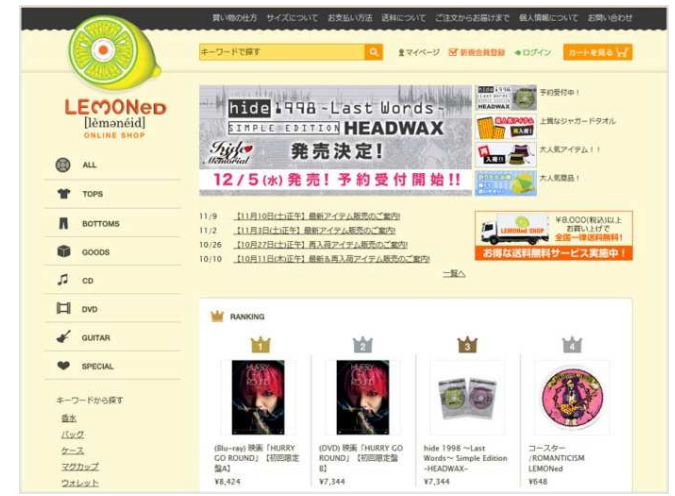 買い物の仕方 サイズについて お支払い方法 送料について ご注文からお届けまで 個人情報について お問い合わせ
キーワードで探す
マイページ 新規会員登録 ログイン カートを見る
LEMONeD
[lèmənéid]
ONLINE SHOP
ALL
TOPS
BOTTOMS
GOODS
CD
DVD
GUITAR
SPECIAL
キーワードから探す
香水
バッグ
ケース
マグカップ
ウォレット
hide 1998 ~Last Words~
SIMPLE EDITION HEADWAX
hide Memorial
発売決定!
12/5(水)発売!予約受付開始!!
予約受付中!
上質なジャガードタオル
大人気アイテム!!
大人気商品!
11/9 【11月10日(土)正午】最新アイテム販売のご案内!
11/2 【11月3日(土)正午】最新アイテム販売のご案内!
10/26 【10月27日(土)正午】再入荷アイテム販売のご案内!
10/10 【10月11日(木)正午】最新&再入荷アイテム販売のご案内!
一覧へ
LEMONeD SHOP
¥8,000(税込)以上
お買い上げで
全国一律送料無料!
お得な送料無料サービス実施中!
RANKING
1
2
3
4
HURRY GO ROUND
HURRY GO ROUND
(Blu-ray) 映画「HURRY GO ROUND」【初回限定盤A】
¥8,424
(DVD) 映画「HURRY GO ROUND」【初回限定盤B】
¥7,344
hide 1998 ~Last Words~ Simple Edition -HEADWAX-
¥7,344
コースター/ROMANTICISM LEMONed
¥648